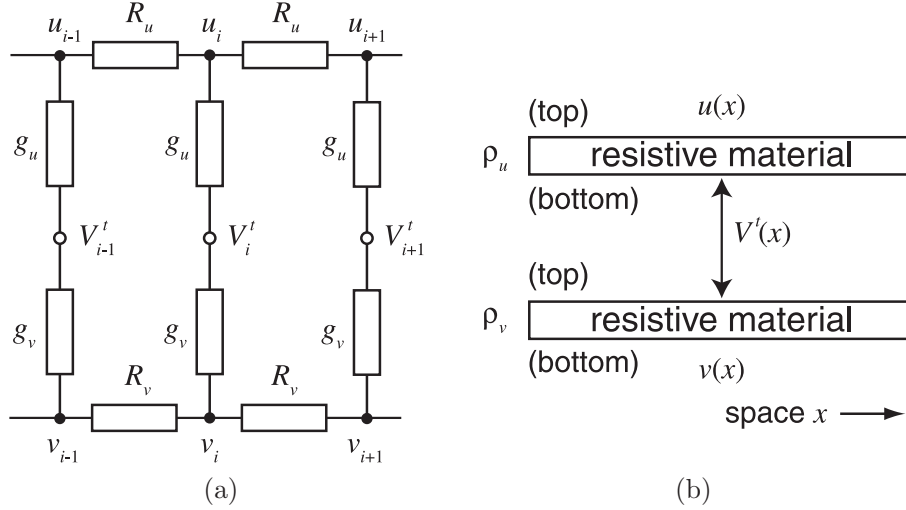 u_{i-1} R_u u_i R_u u_{i+1}
g_u g_u g_u
V^t_{i-1} V^t_i V^t_{i+1}
g_v g_v g_v
R_v R_v
v_{i-1} v_i v_{i+1}
(a)
(top) u(x)
ρ_u resistive material
(bottom)
V^t(x)
(top)
ρ_v resistive material
(bottom) v(x)
space x
(b)